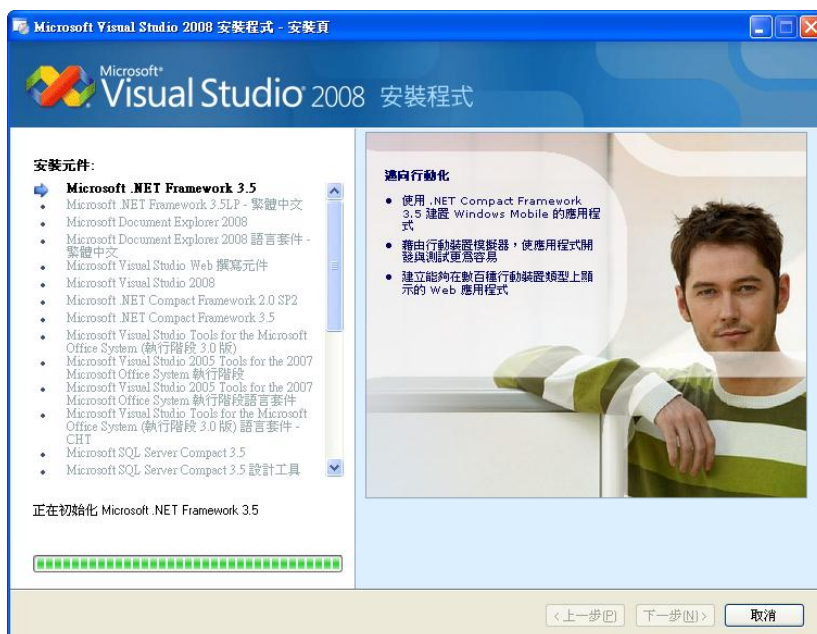 Microsoft Visual Studio 2008 安裝程式 - 安裝頁
Microsoft®
Visual Studio® 2008 安裝程式
安裝元件:
Microsoft .NET Framework 3.5
Microsoft .NET Framework 3.5LP - 繁體中文
Microsoft Document Explorer 2008
Microsoft Document Explorer 2008 語言套件 -
繁體中文
Microsoft Visual Studio Web 撰寫元件
Microsoft Visual Studio 2008
Microsoft .NET Compact Framework 2.0 SP2
Microsoft .NET Compact Framework 3.5
Microsoft Visual Studio Tools for the Microsoft
Office System (執行階段 3.0 版)
Microsoft Visual Studio 2005 Tools for the 2007
Microsoft Office System 執行階段
Microsoft Visual Studio 2005 Tools for the 2007
Microsoft Office System 執行階段語言套件
Microsoft Visual Studio Tools for the Microsoft
Office System (執行階段 3.0 版) 語言套件 -
CHT
Microsoft SQL Server Compact 3.5
Microsoft SQL Server Compact 3.5 設計工具
正在初始化 Microsoft .NET Framework 3.5
邁向行動化
使用 .NET Compact Framework
3.5 建置 Windows Mobile 的應用程
式
藉由行動裝置模擬器，使應用程式開
發與測試更為容易
建立能夠在數百種行動裝置類型上顯
示的 Web 應用程式
<上一步(P)
下一步(N)>
取消